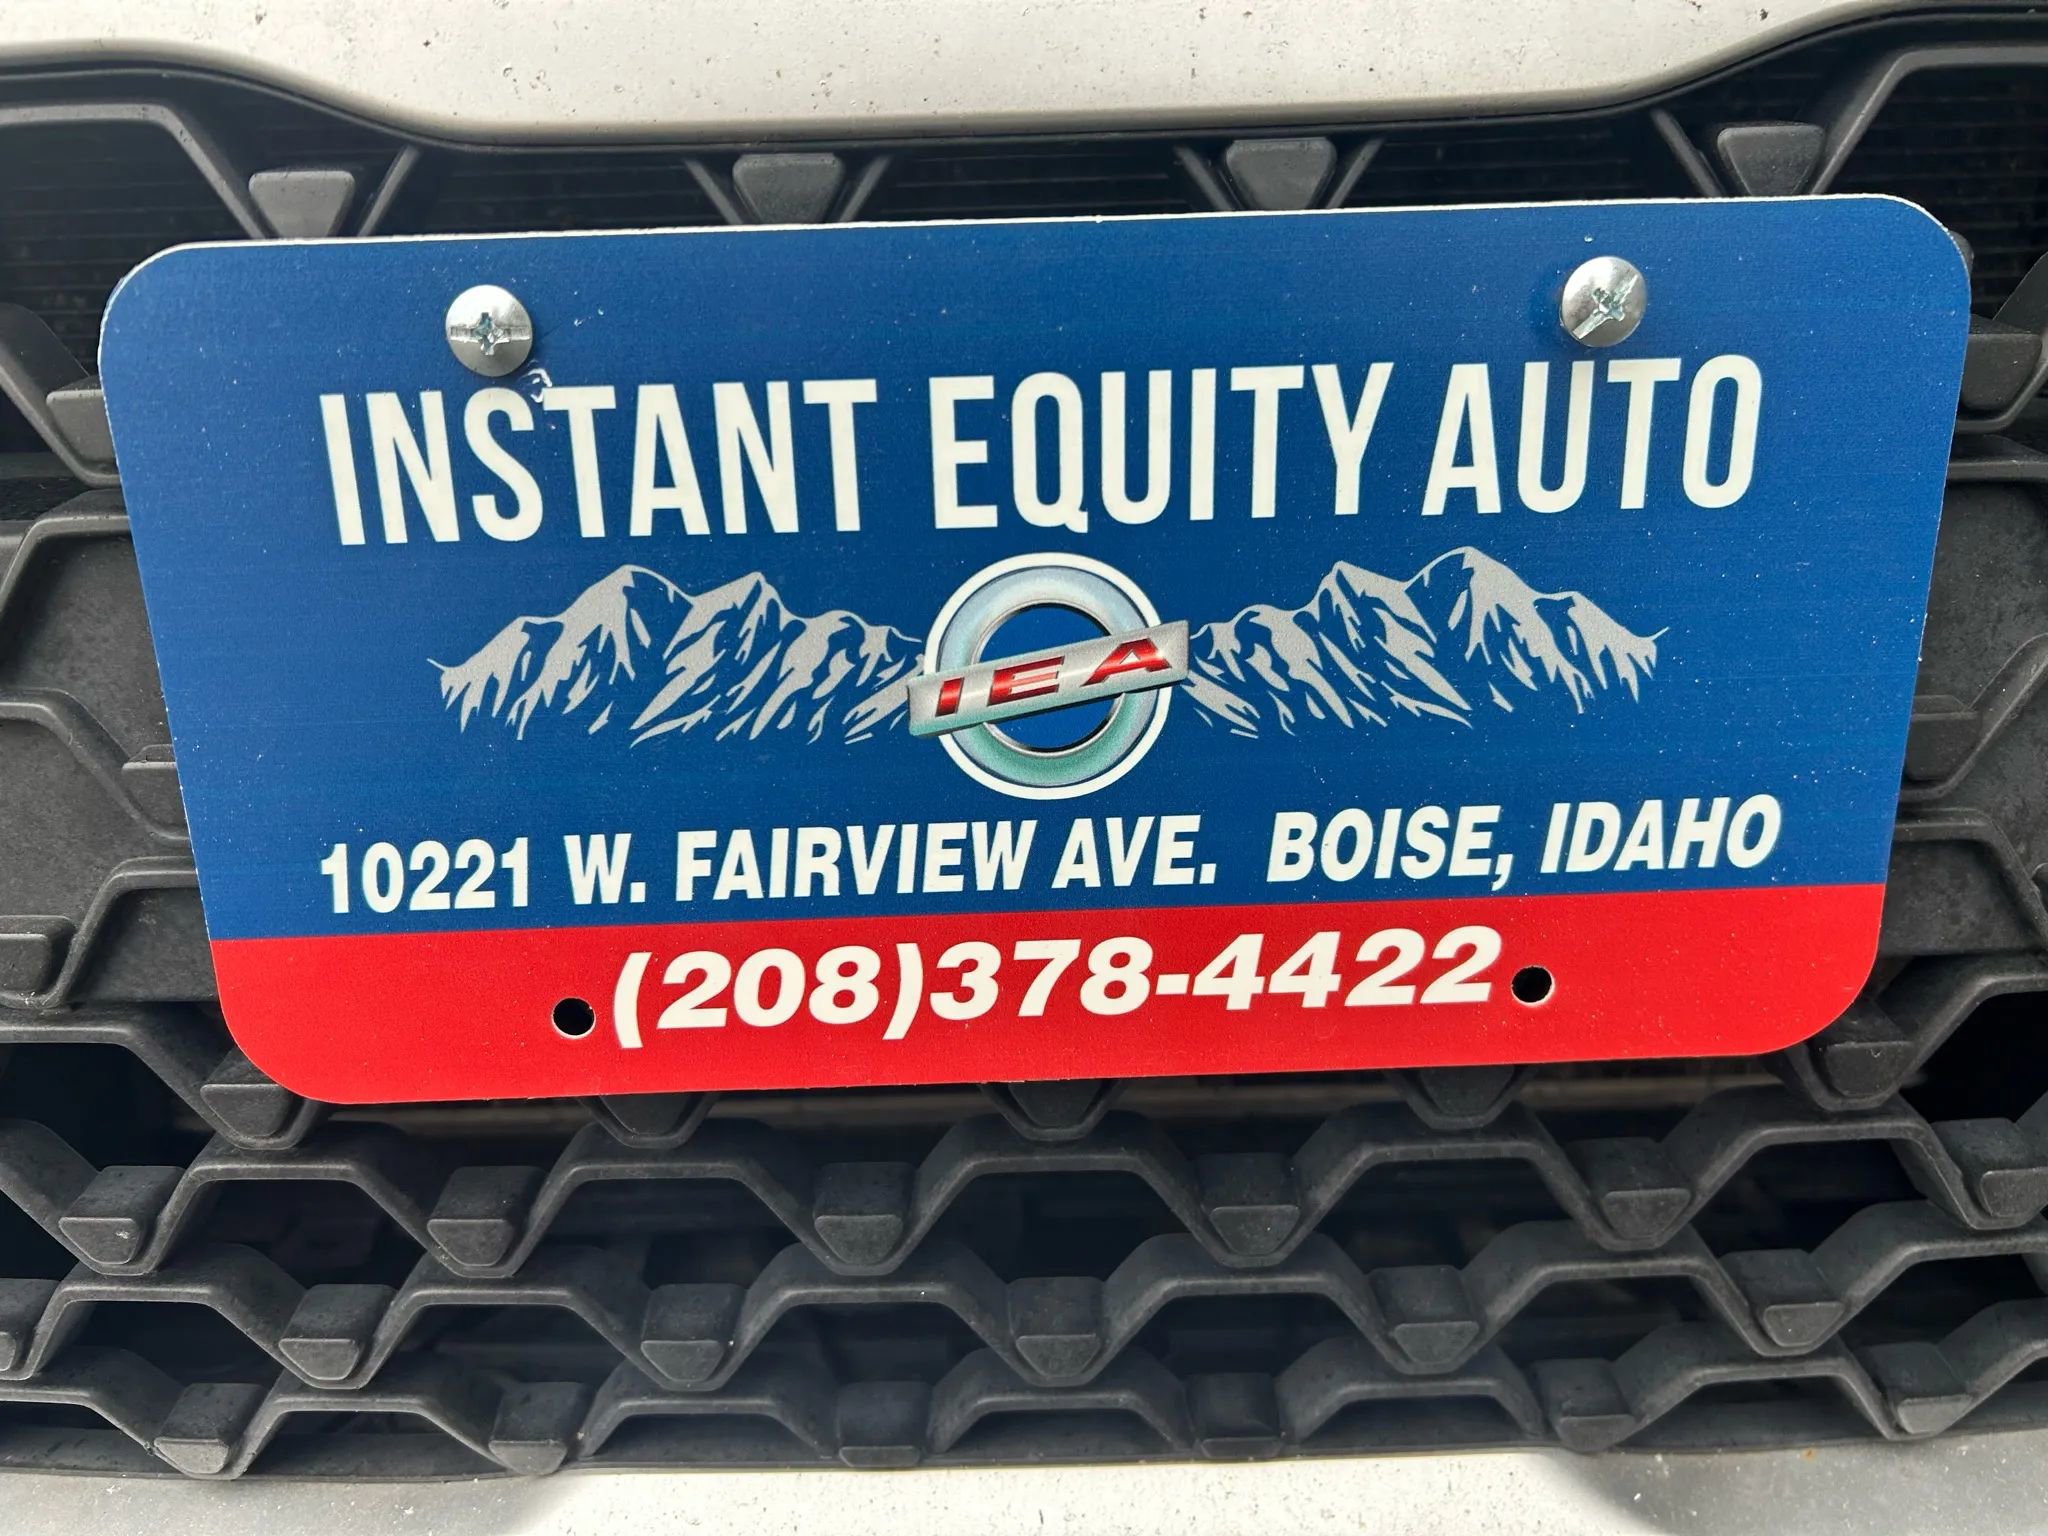 INSTANT EQUITY AUTO
IEA
10221 W. FAIRVIEW AVE. BOISE, IDAHO
(208)378-4422